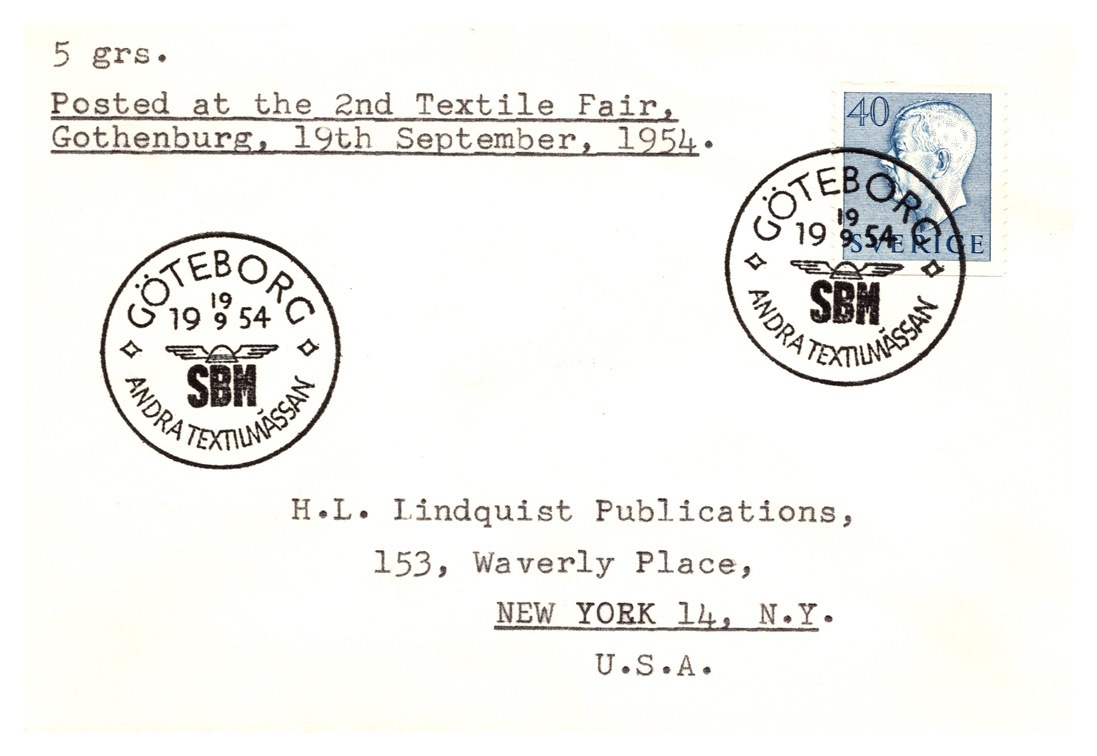 5 grs.
Posted at the 2nd Textile Fair,
Gothenburg, 19th September, 1954.
40
SVERIGE
GÖTEBORG
19
19 9 54
SBM
ANDRA TEXTILMÄSSAN
GÖTEBORG
19
19 9 54
SBM
ANDRA TEXTILMÄSSAN
H.L. Lindquist Publications,
153, Waverly Place,
NEW YORK 14, N.Y.
U.S.A.